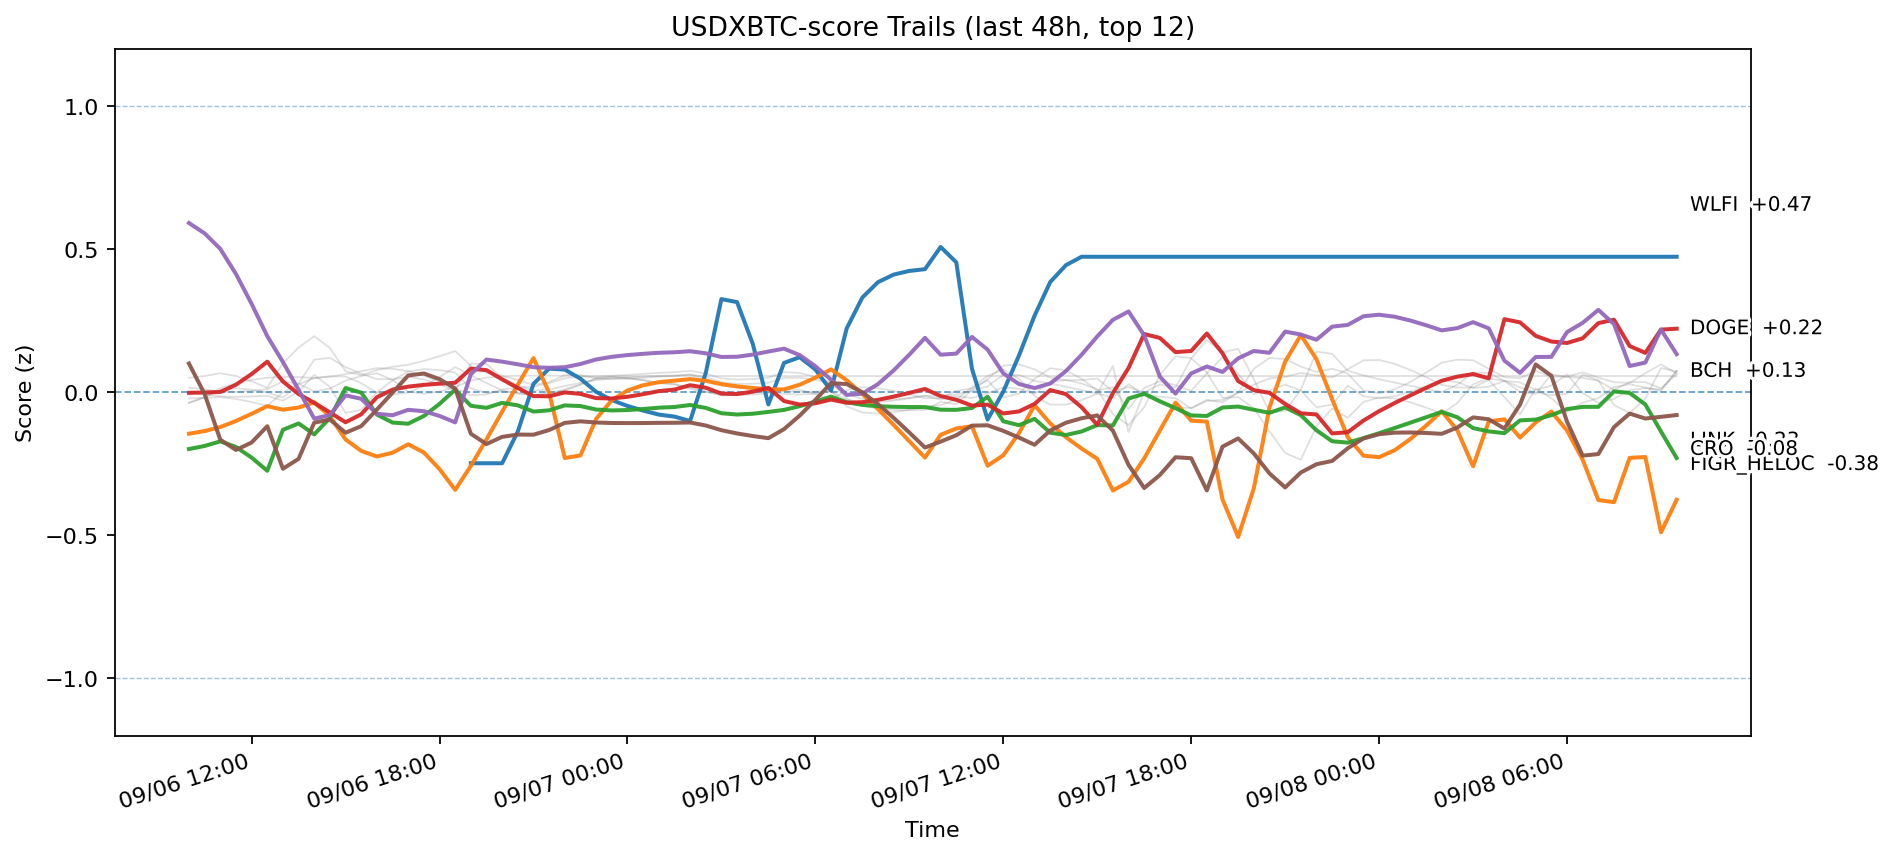 USDXBTC-score Trails (last 48h, top 12)
Score (z)
1.0
0.5
0.0
−0.5
−1.0
WLFI +0.47
DOGE +0.22
BCH +0.13
CRO -0.08
FIGR_HELOC -0.38
09/06 12:00
09/06 18:00
09/07 00:00
09/07 06:00
09/07 12:00
09/07 18:00
09/08 00:00
09/08 06:00
Time